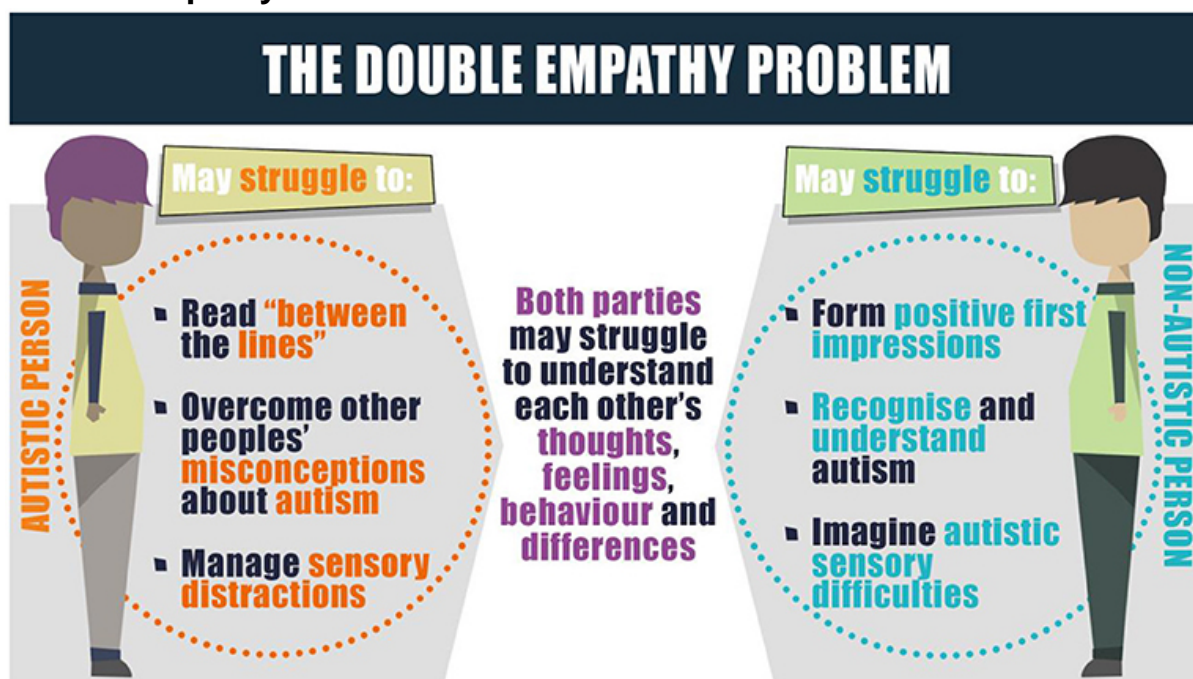 THE DOUBLE EMPATHY PROBLEM
May struggle to:
AUTISTIC PERSON
▪ Read “between
the lines”
▪ Overcome other
peoples’
misconceptions
about autism
▪ Manage sensory
distractions
Both parties
may struggle
to understand
each other’s
thoughts,
feelings,
behaviour and
differences
May struggle to:
▪ Form positive first
impressions
▪ Recognise and
understand
autism
▪ Imagine autistic
sensory
difficulties
NON-AUTISTIC PERSON